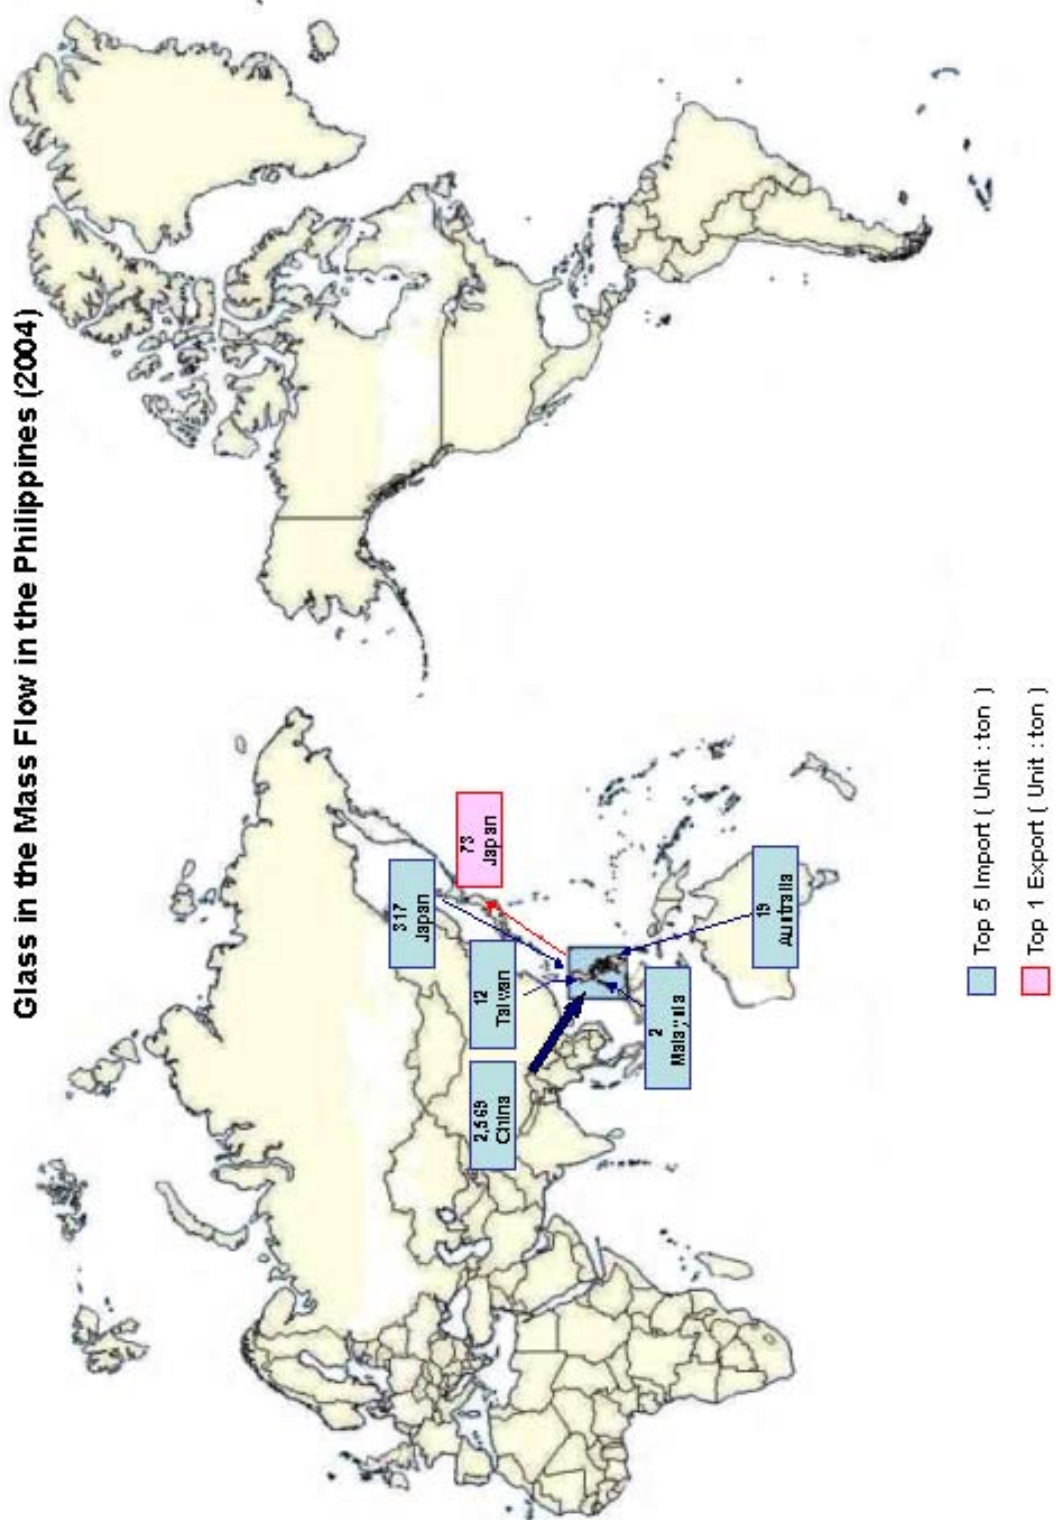 Glass in the Mass Flow in the Philippines (2004)
317
Japan
73
Japan
12
Taiwan
2,569
China
2
Malaysia
19
Australia
Top 5 Import ( Unit : ton )
Top 1 Export ( Unit : ton )